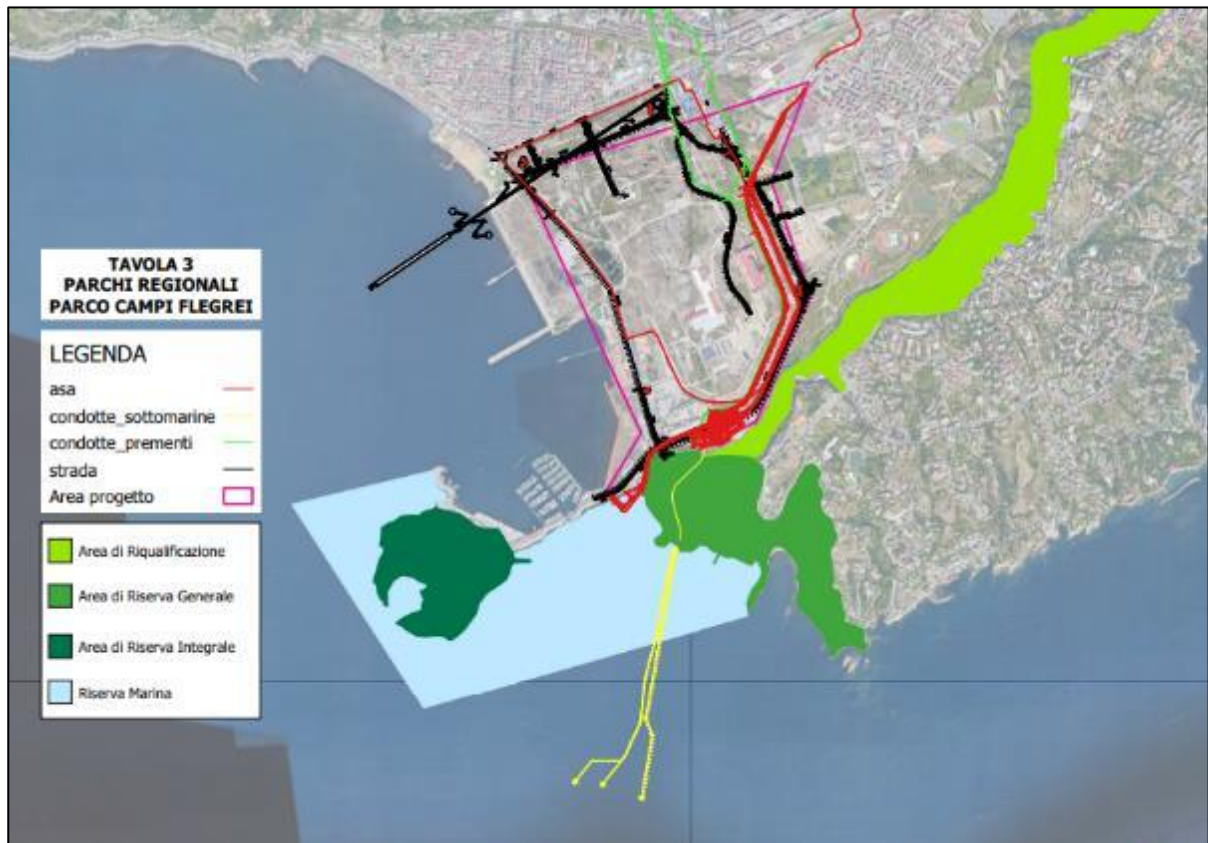 TAVOLA 3
PARCHI REGIONALI
PARCO CAMPI FLEGREI
LEGENDA
asa
condotte_sottomarine
condotte_prementi
strada
Area progetto
Area di Riqualificazione
Area di Riserva Generale
Area di Riserva Integrale
Riserva Marina